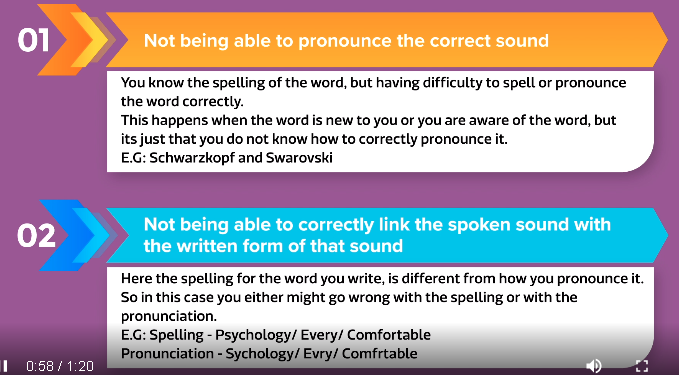 01
Not being able to pronounce the correct sound
You know the spelling of the word, but having difficulty to spell or pronounce
the word correctly.
This happens when the word is new to you or you are aware of the word, but
its just that you do not know how to correctly pronounce it.
E.G: Schwarzkopf and Swarovski
02
Not being able to correctly link the spoken sound with
the written form of that sound
Here the spelling for the word you write, is different from how you pronounce it.
So in this case you either might go wrong with the spelling or with the
pronunciation.
E.G: Spelling - Psychology/ Every/ Comfortable
Pronunciation - Sychology/ Evry/ Comfrtable
0:58 / 1:20